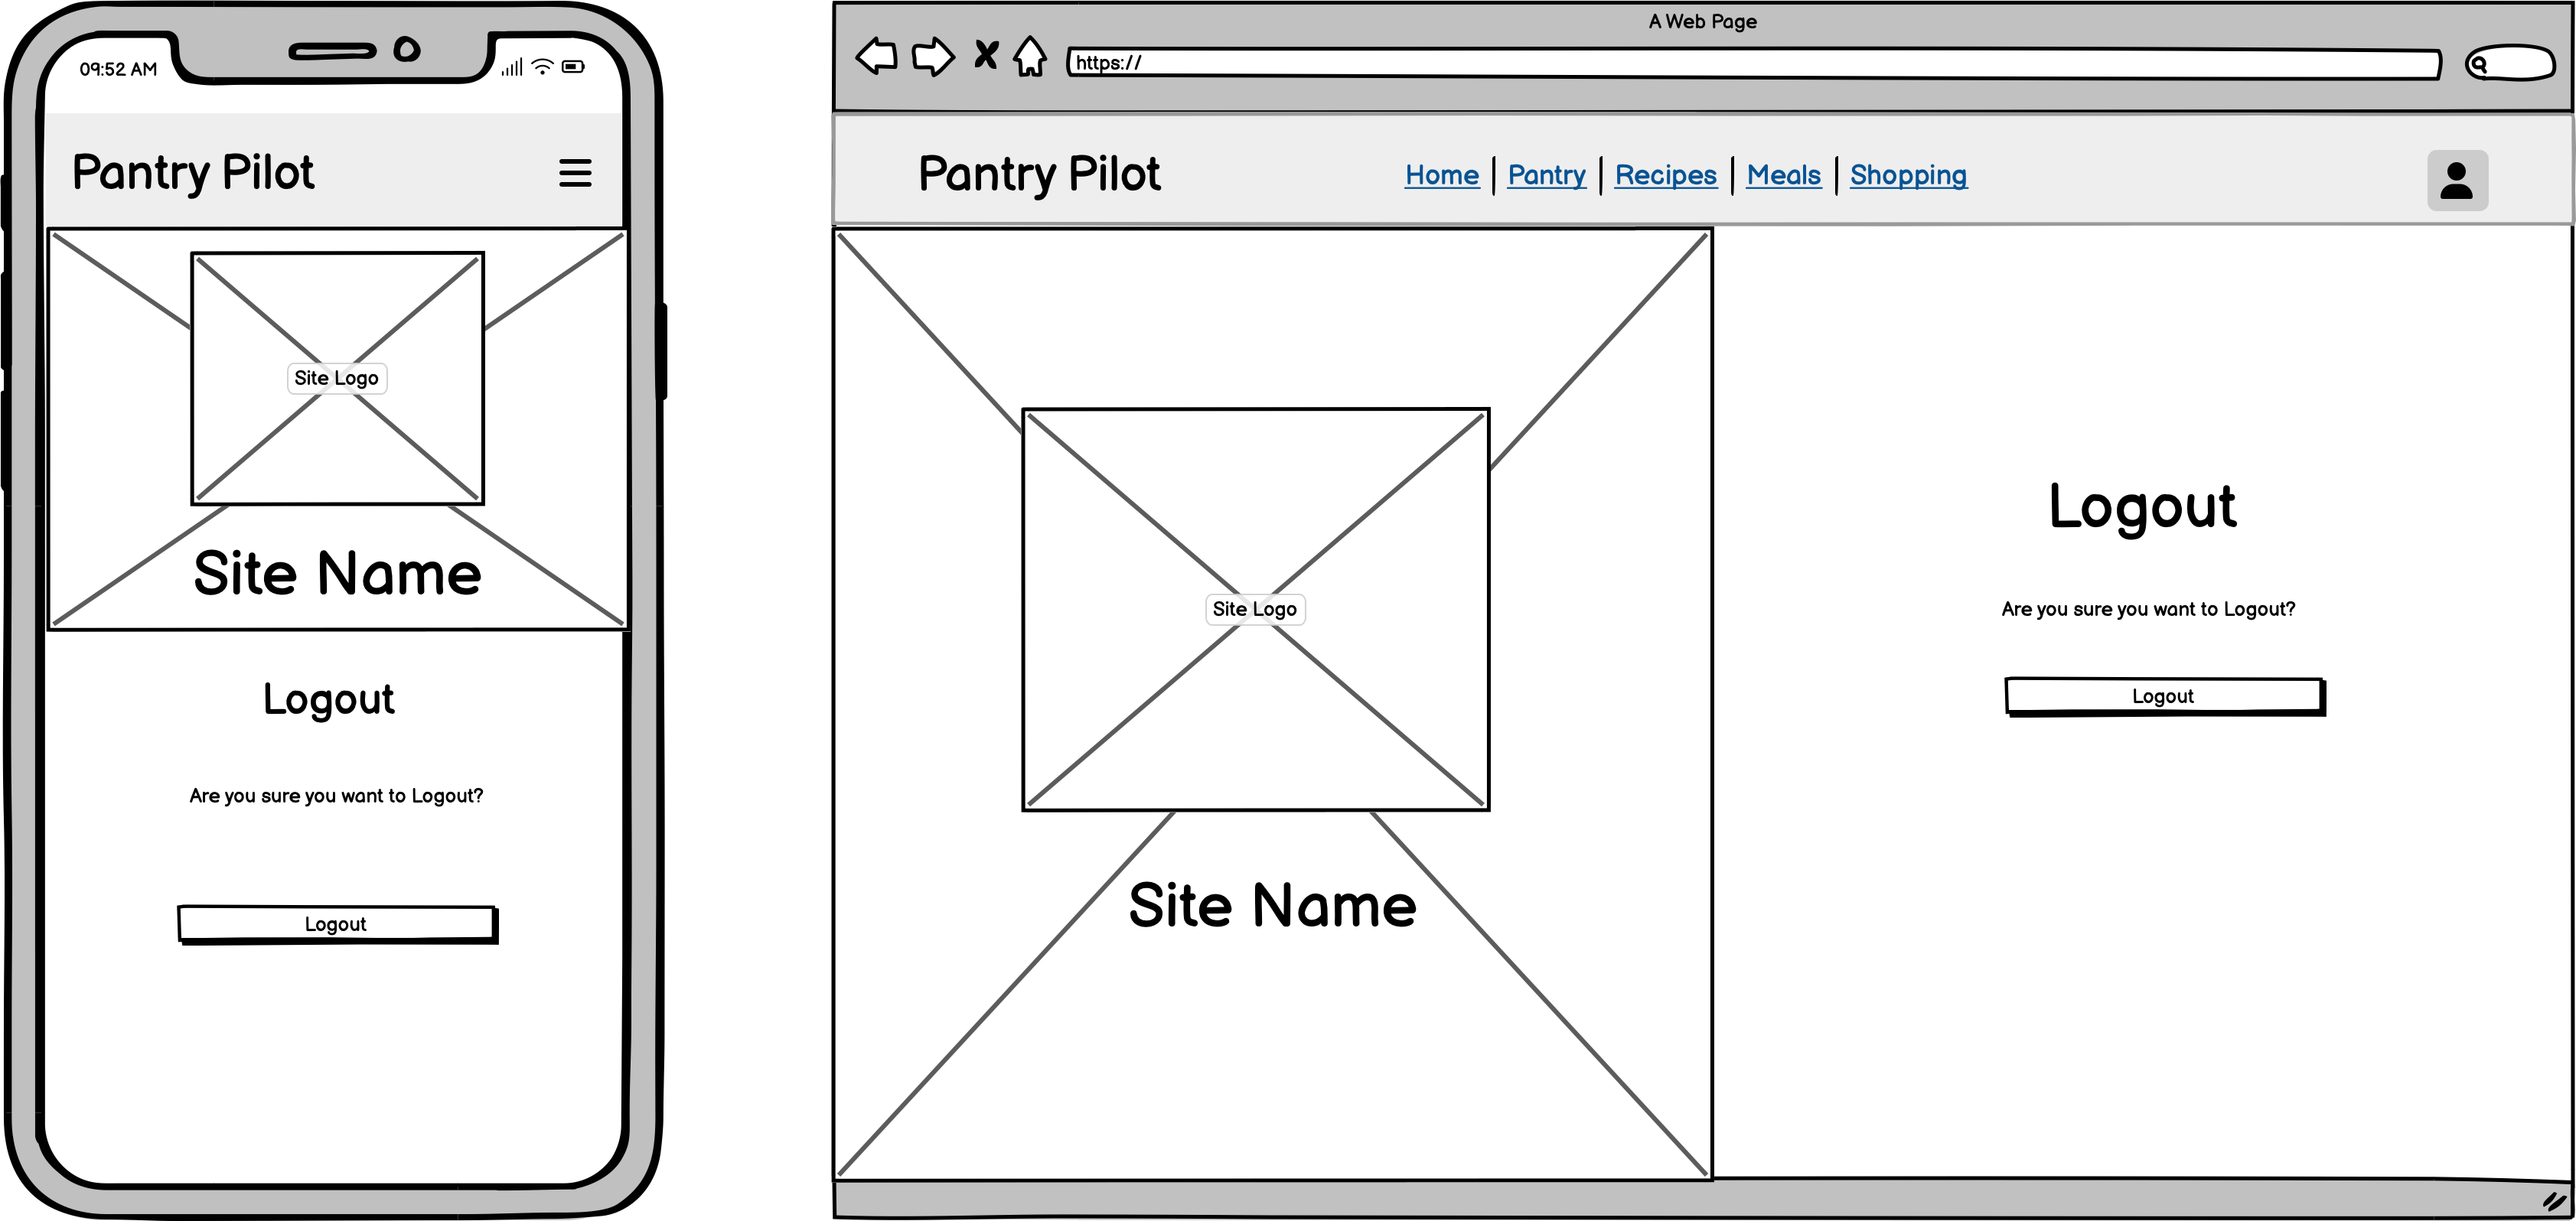 09:52 AM
Pantry Pilot
Site Logo
Site Name
Logout
Are you sure you want to Logout?
Logout
A Web Page
https://
Pantry Pilot
Home | Pantry | Recipes | Meals | Shopping
Site Logo
Site Name
Logout
Are you sure you want to Logout?
Logout